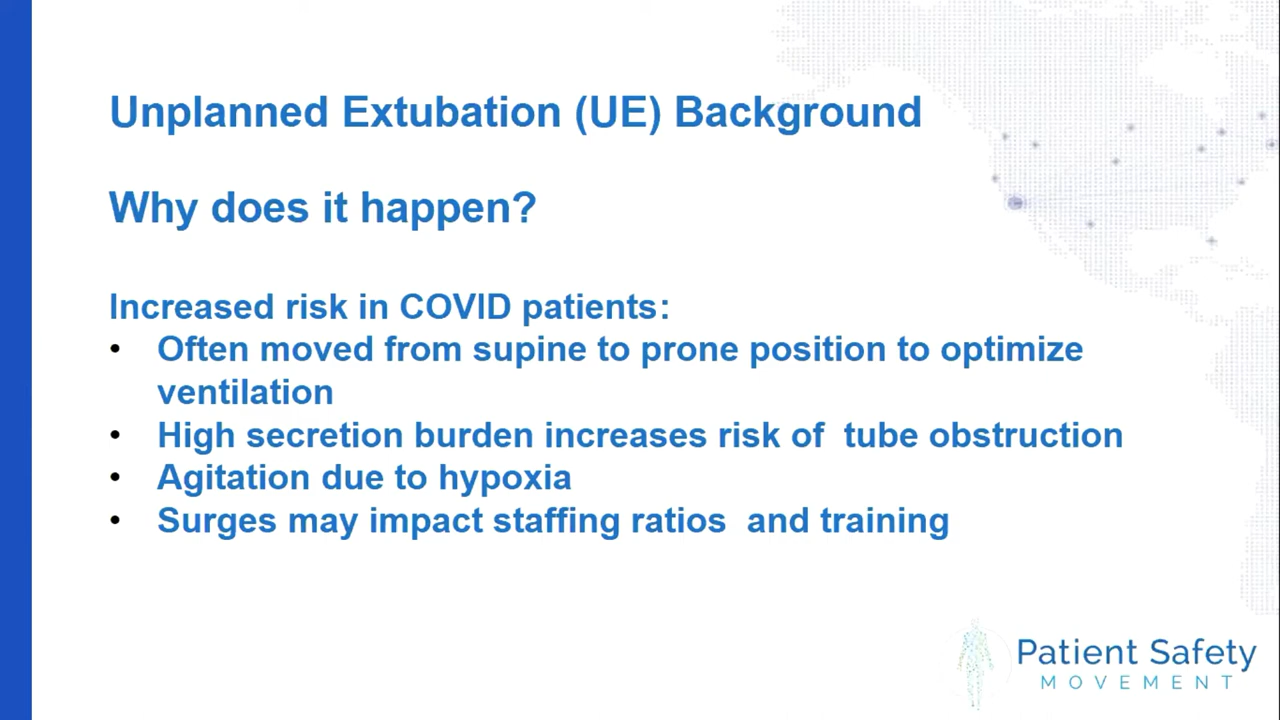 Unplanned Extubation (UE) Background
Why does it happen?
Increased risk in COVID patients:
• Often moved from supine to prone position to optimize
ventilation
• High secretion burden increases risk of  tube obstruction
• Agitation due to hypoxia
• Surges may impact staffing ratios  and training
Patient Safety
MOVEMENT